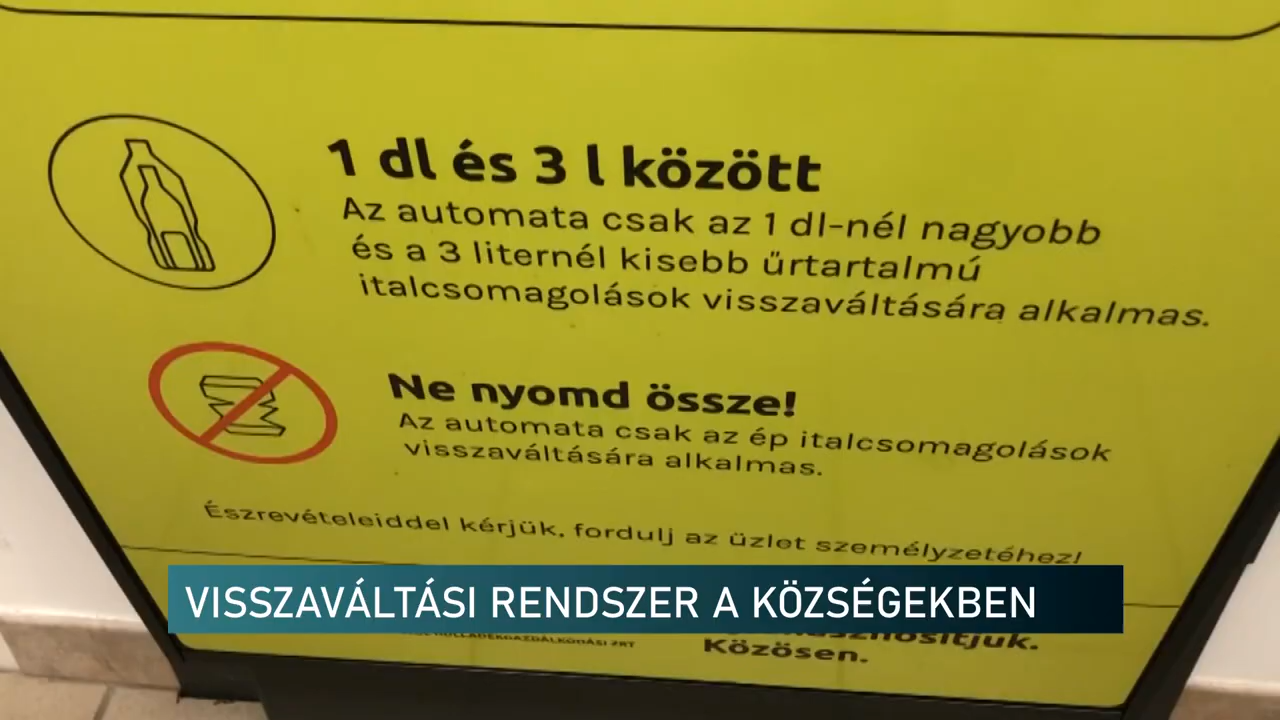 1 dl és 3 l között
Az automata csak az 1 dl-nél nagyobb
és a 3 liternél kisebb űrtartalmú
italcsomagolások visszaváltására alkalmas.
Ne nyomd össze!
Az automata csak az ép italcsomagolások
visszaváltására alkalmas.
Észrevételeiddel kérjük, fordulj az üzlet személyzetéhez!
VISSZAVÁLTÁSI RENDSZER A KÖZSÉGEKBEN
HULLADÉKGAZDÁLKODÁSI ZRT
Közösen.